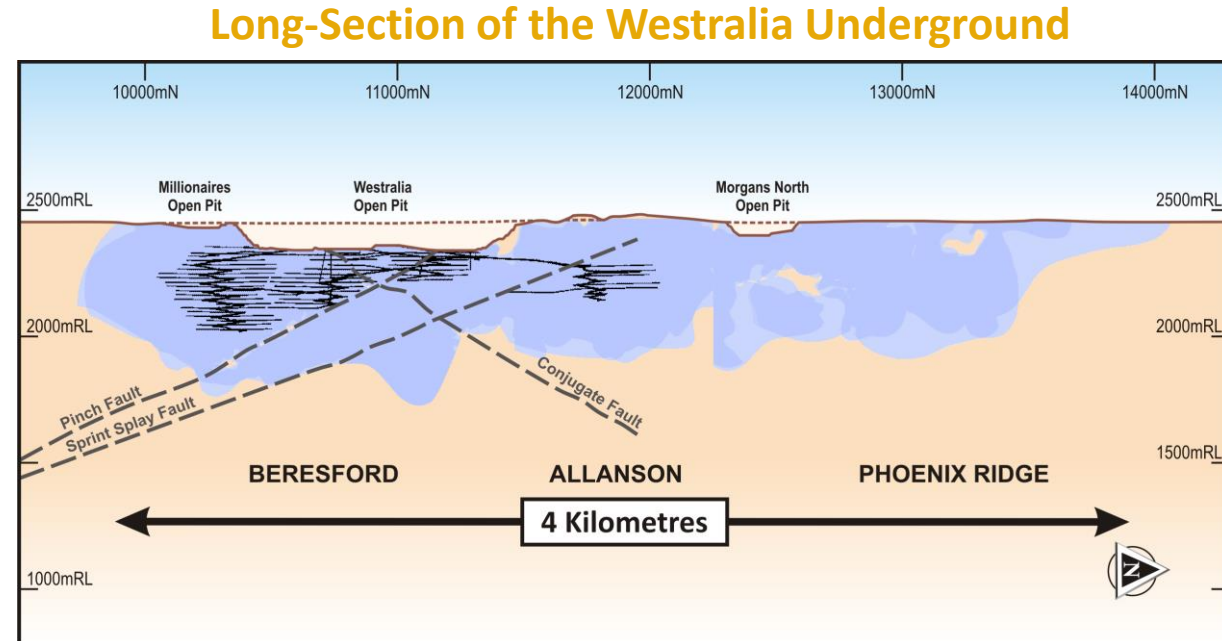 Long-Section of the Westralia Underground
10000mN
11000mN
12000mN
13000mN
14000mN
Millionaires
Open Pit
Westralia
Open Pit
Morgans North
Open Pit
2500mRL
2500mRL
2000mRL
2000mRL
Pinch Fault
Sprint Splay Fault
Conjugate Fault
1500mRL
BERESFORD
ALLANSON
PHOENIX RIDGE
4 Kilometres
N
1000mRL